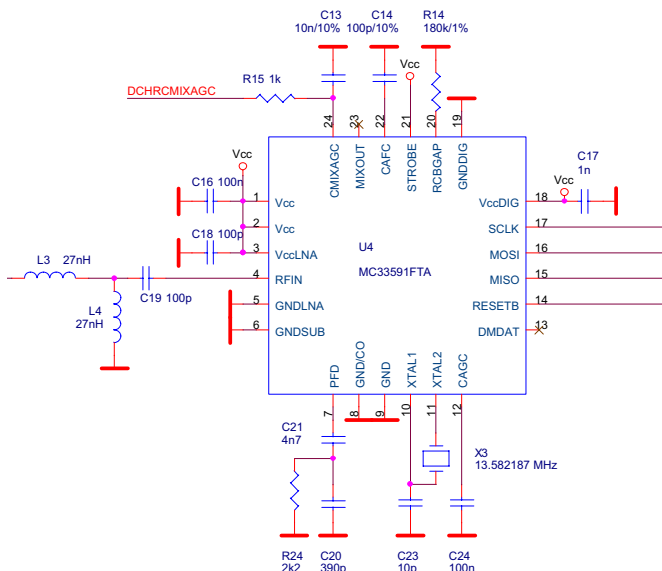 C13
10n/10%
C14
100p/10%
R14
180k/1%
Vcc
R15 1k
DCHRCMIXAGC
24
23
22
21
20
19
CMIXAGC
MIXOUT
CAFC
STROBE
RCBGAP
GNDDIG
C17
1n
Vcc
Vcc
C16 100n
1
Vcc
VccDIG
18
2
Vcc
SCLK
17
C18 100p
3
VccLNA
U4
MOSI
16
L3 27nH
4
RFIN
MC33591FTA
MISO
15
C19 100p
5
GNDLNA
RESETB
14
L4
27nH
6
GNDSUB
DMDAT
13
PFD
GND/CO
GND
XTAL1
XTAL2
CAGC
7
8
9
10
11
12
C21
4n7
X3
13.582187 MHz
R24
2k2
C20
390p
C23
10p
C24
100n